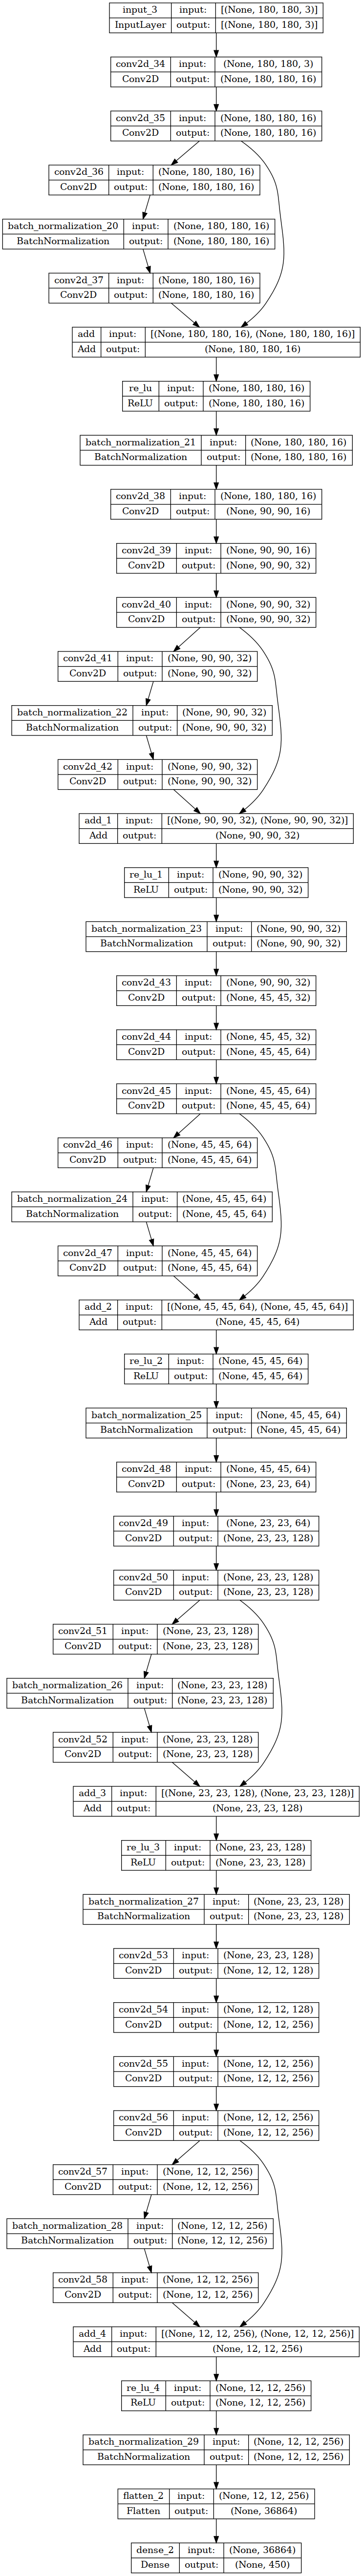 input_3 input: [(None, 180, 180, 3)]
InputLayer output: [(None, 180, 180, 3)]
conv2d_34 input: (None, 180, 180, 3)
Conv2D output: (None, 180, 180, 16)
conv2d_35 input: (None, 180, 180, 16)
Conv2D output: (None, 180, 180, 16)
conv2d_36 input: (None, 180, 180, 16)
Conv2D output: (None, 180, 180, 16)
batch_normalization_20 input: (None, 180, 180, 16)
BatchNormalization output: (None, 180, 180, 16)
conv2d_37 input: (None, 180, 180, 16)
Conv2D output: (None, 180, 180, 16)
add input: [(None, 180, 180, 16), (None, 180, 180, 16)]
Add output: (None, 180, 180, 16)
re_lu input: (None, 180, 180, 16)
ReLU output: (None, 180, 180, 16)
batch_normalization_21 input: (None, 180, 180, 16)
BatchNormalization output: (None, 180, 180, 16)
conv2d_38 input: (None, 180, 180, 16)
Conv2D output: (None, 90, 90, 16)
conv2d_39 input: (None, 90, 90, 16)
Conv2D output: (None, 90, 90, 32)
conv2d_40 input: (None, 90, 90, 32)
Conv2D output: (None, 90, 90, 32)
conv2d_41 input: (None, 90, 90, 32)
Conv2D output: (None, 90, 90, 32)
batch_normalization_22 input: (None, 90, 90, 32)
BatchNormalization output: (None, 90, 90, 32)
conv2d_42 input: (None, 90, 90, 32)
Conv2D output: (None, 90, 90, 32)
add_1 input: [(None, 90, 90, 32), (None, 90, 90, 32)]
Add output: (None, 90, 90, 32)
re_lu_1 input: (None, 90, 90, 32)
ReLU output: (None, 90, 90, 32)
batch_normalization_23 input: (None, 90, 90, 32)
BatchNormalization output: (None, 90, 90, 32)
conv2d_43 input: (None, 90, 90, 32)
Conv2D output: (None, 45, 45, 32)
conv2d_44 input: (None, 45, 45, 32)
Conv2D output: (None, 45, 45, 64)
conv2d_45 input: (None, 45, 45, 64)
Conv2D output: (None, 45, 45, 64)
conv2d_46 input: (None, 45, 45, 64)
Conv2D output: (None, 45, 45, 64)
batch_normalization_24 input: (None, 45, 45, 64)
BatchNormalization output: (None, 45, 45, 64)
conv2d_47 input: (None, 45, 45, 64)
Conv2D output: (None, 45, 45, 64)
add_2 input: [(None, 45, 45, 64), (None, 45, 45, 64)]
Add output: (None, 45, 45, 64)
re_lu_2 input: (None, 45, 45, 64)
ReLU output: (None, 45, 45, 64)
batch_normalization_25 input: (None, 45, 45, 64)
BatchNormalization output: (None, 45, 45, 64)
conv2d_48 input: (None, 45, 45, 64)
Conv2D output: (None, 23, 23, 64)
conv2d_49 input: (None, 23, 23, 64)
Conv2D output: (None, 23, 23, 128)
conv2d_50 input: (None, 23, 23, 128)
Conv2D output: (None, 23, 23, 128)
conv2d_51 input: (None, 23, 23, 128)
Conv2D output: (None, 23, 23, 128)
batch_normalization_26 input: (None, 23, 23, 128)
BatchNormalization output: (None, 23, 23, 128)
conv2d_52 input: (None, 23, 23, 128)
Conv2D output: (None, 23, 23, 128)
add_3 input: [(None, 23, 23, 128), (None, 23, 23, 128)]
Add output: (None, 23, 23, 128)
re_lu_3 input: (None, 23, 23, 128)
ReLU output: (None, 23, 23, 128)
batch_normalization_27 input: (None, 23, 23, 128)
BatchNormalization output: (None, 23, 23, 128)
conv2d_53 input: (None, 23, 23, 128)
Conv2D output: (None, 12, 12, 128)
conv2d_54 input: (None, 12, 12, 128)
Conv2D output: (None, 12, 12, 256)
conv2d_55 input: (None, 12, 12, 256)
Conv2D output: (None, 12, 12, 256)
conv2d_56 input: (None, 12, 12, 256)
Conv2D output: (None, 12, 12, 256)
conv2d_57 input: (None, 12, 12, 256)
Conv2D output: (None, 12, 12, 256)
batch_normalization_28 input: (None, 12, 12, 256)
BatchNormalization output: (None, 12, 12, 256)
conv2d_58 input: (None, 12, 12, 256)
Conv2D output: (None, 12, 12, 256)
add_4 input: [(None, 12, 12, 256), (None, 12, 12, 256)]
Add output: (None, 12, 12, 256)
re_lu_4 input: (None, 12, 12, 256)
ReLU output: (None, 12, 12, 256)
batch_normalization_29 input: (None, 12, 12, 256)
BatchNormalization output: (None, 12, 12, 256)
flatten_2 input: (None, 12, 12, 256)
Flatten output: (None, 36864)
dense_2 input: (None, 36864)
Dense output: (None, 450)